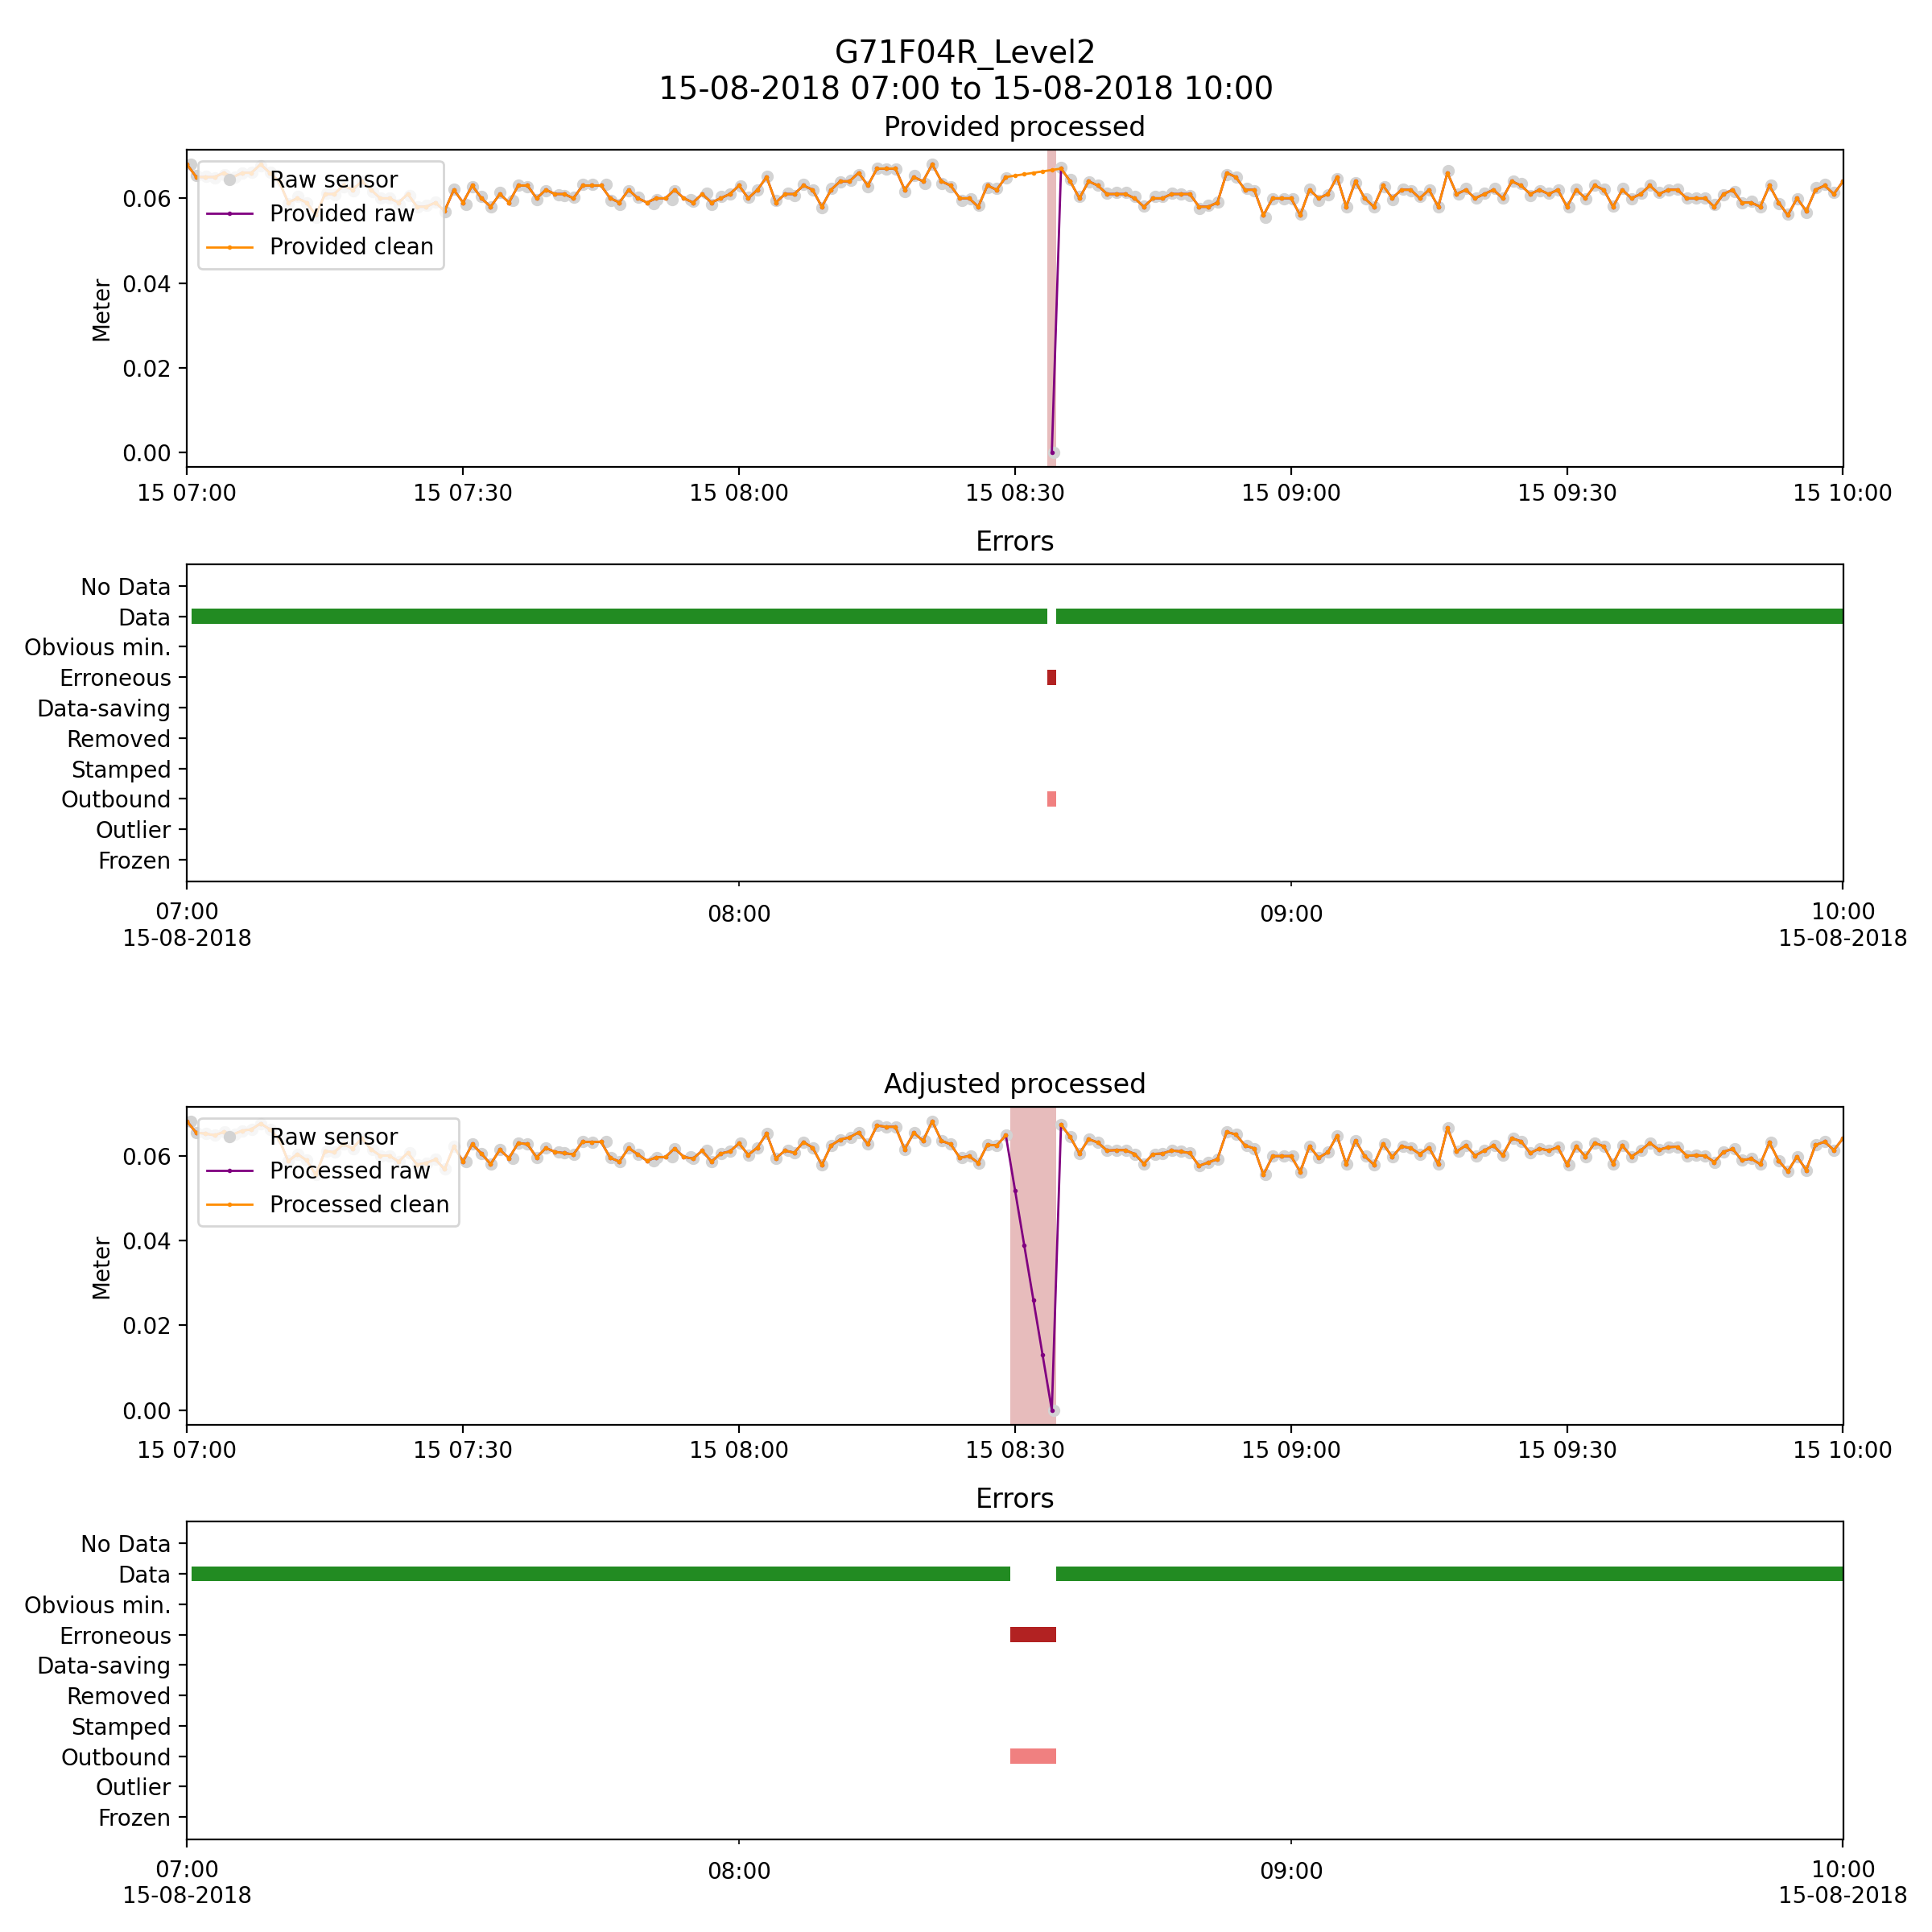 G71F04R_Level2
15-08-2018 07:00 to 15-08-2018 10:00
Provided processed
Raw sensor
Provided raw
Provided clean
Meter
0.06
0.04
0.02
0.00
15 07:00 15 07:30 15 08:00 15 08:30 15 09:00 15 09:30 15 10:00
Errors
No Data
Data
Obvious min.
Erroneous
Data-saving
Removed
Stamped
Outbound
Outlier
Frozen
07:00 08:00 09:00 10:00
15-08-2018 15-08-2018
Adjusted processed
Raw sensor
Processed raw
Processed clean
Meter
0.06
0.04
0.02
0.00
15 07:00 15 07:30 15 08:00 15 08:30 15 09:00 15 09:30 15 10:00
Errors
No Data
Data
Obvious min.
Erroneous
Data-saving
Removed
Stamped
Outbound
Outlier
Frozen
07:00 08:00 09:00 10:00
15-08-2018 15-08-2018